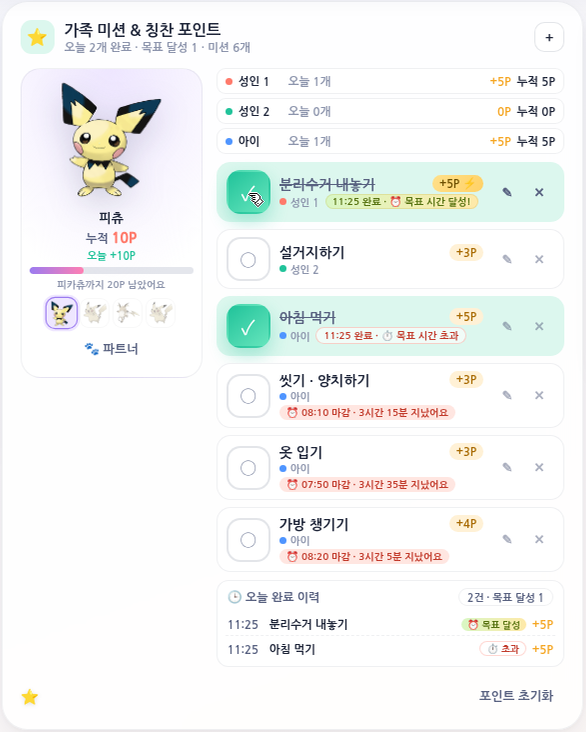 가족 미션 & 칭찬 포인트
오늘 2개 완료 · 목표 달성 1 · 미션 6개
+
피츄
누적 10P
오늘 +10P
피카츄까지 20P 남았어요
🐾 파트너
성인 1 오늘 1개 +5P 누적 5P
성인 2 오늘 0개 0P 누적 0P
아이 오늘 1개 +5P 누적 5P
분리수거 내놓기 +5P ⚡
성인 1 11:25 완료 · ⏰ 목표 시간 달성!
설거지하기 +3P
성인 2
아침 먹기 +5P
아이 11:25 완료 · ⏱ 목표 시간 초과
씻기 · 양치하기 +3P
아이
⏰ 08:10 마감 · 3시간 15분 지났어요
옷 입기 +3P
아이
⏰ 07:50 마감 · 3시간 35분 지났어요
가방 챙기기 +4P
아이
⏰ 08:20 마감 · 3시간 5분 지났어요
🕒 오늘 완료 이력 2건 · 목표 달성 1
11:25 분리수거 내놓기 ⏰ 목표 달성 +5P
11:25 아침 먹기 ⏱ 초과 +5P
포인트 초기화